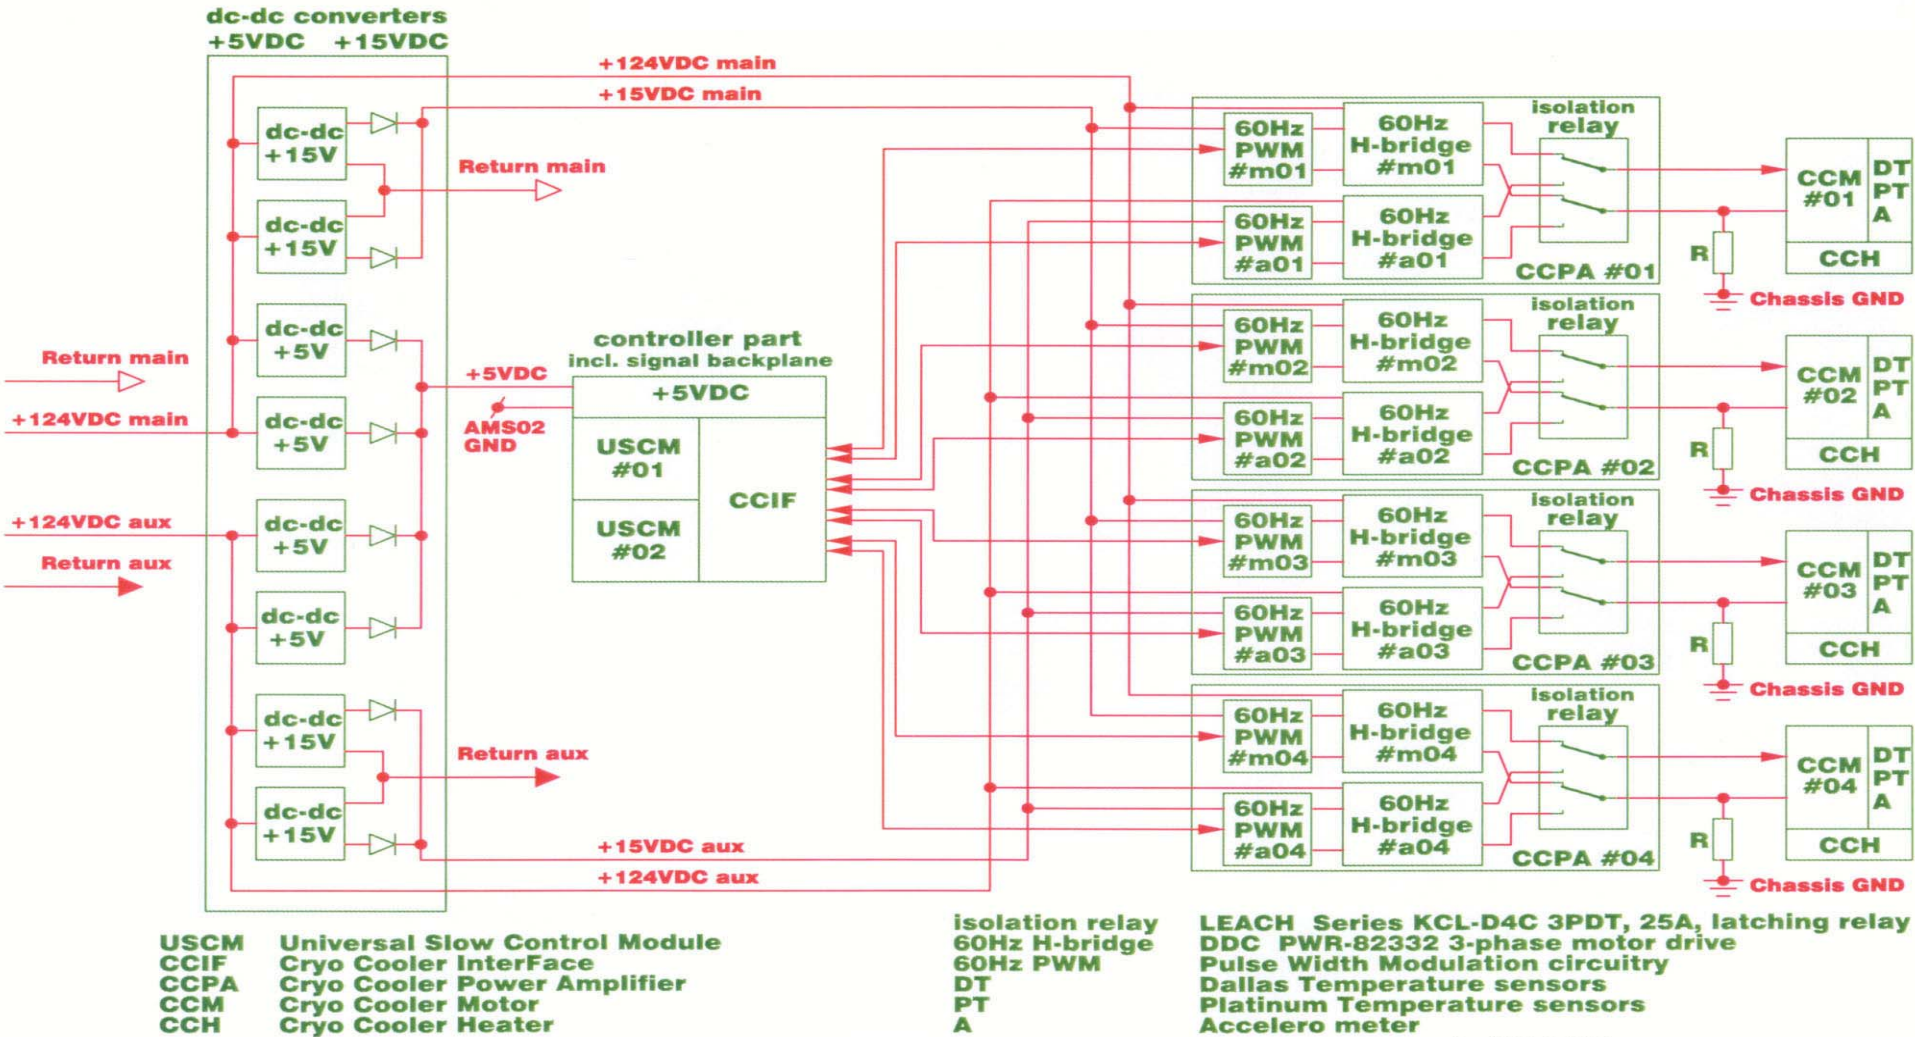 dc-dc converters
+5VDC +15VDC
+124VDC main
+15VDC main
dc-dc
+15V
Return main
dc-dc
+15V
dc-dc
+5V
Return main
+124VDC main
dc-dc
+5V
+124VDC aux
dc-dc
+5V
Return aux
dc-dc
+5V
dc-dc
+15V
Return aux
dc-dc
+15V
+15VDC aux
+124VDC aux
controller part
incl. signal backplane
+5VDC
+5VDC
AMS02
GND
USCM
#01
CCIF
USCM
#02
60Hz
PWM
#m01
60Hz
H-bridge
#m01
isolation
relay
60Hz
PWM
#a01
60Hz
H-bridge
#a01
CCPA #01
CCM
#01
DT
PT
A
CCH
R
Chassis GND
60Hz
PWM
#m02
60Hz
H-bridge
#m02
isolation
relay
60Hz
PWM
#a02
60Hz
H-bridge
#a02
CCPA #02
CCM
#02
DT
PT
A
CCH
R
Chassis GND
60Hz
PWM
#m03
60Hz
H-bridge
#m03
isolation
relay
60Hz
PWM
#a03
60Hz
H-bridge
#a03
CCPA #03
CCM
#03
DT
PT
A
CCH
R
Chassis GND
60Hz
PWM
#m04
60Hz
H-bridge
#m04
isolation
relay
60Hz
PWM
#a04
60Hz
H-bridge
#a04
CCPA #04
CCM
#04
DT
PT
A
CCH
R
Chassis GND
USCM Universal Slow Control Module
CCIF Cryo Cooler InterFace
CCPA Cryo Cooler Power Amplifier
CCM Cryo Cooler Motor
CCH Cryo Cooler Heater
isolation relay LEACH Series KCL-D4C 3PDT, 25A, latching relay
60Hz H-bridge DDC PWR-82332 3-phase motor drive
60Hz PWM Pulse Width Modulation circuitry
DT Dallas Temperature sensors
PT Platinum Temperature sensors
A Accelero meter